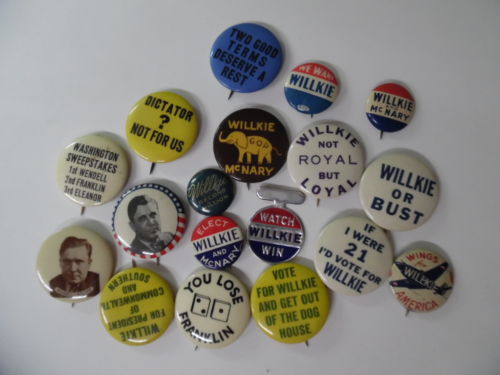 TWO GOOD
TERMS
DESERVE A
REST
WE WANT
WILLKIE
WILLKIE
AND
McNARY
DICTATOR
?
NOT FOR US
WILLKIE
GOP
McNARY
WILLKIE
NOT
ROYAL
BUT
LOYAL
WASHINGTON
SWEEPSTAKES
1st WENDELL
2nd FRANKLIN
3rd ELEANOR
Willkie
WILLKIE
OR
BUST
ELECT
WILLKIE
AND McNARY
WATCH
WILLKIE
WIN
IF
I WERE
21
I'D VOTE FOR
WILLKIE
WINGS
for
WILLKIE
AMERICA
WILLKIE
FOR PRESIDENT
OF
COMMONWEALTH
AND
SOUTHERN
YOU LOSE
FRANKLIN
VOTE
FOR WILLKIE
AND GET OUT
OF THE DOG
HOUSE